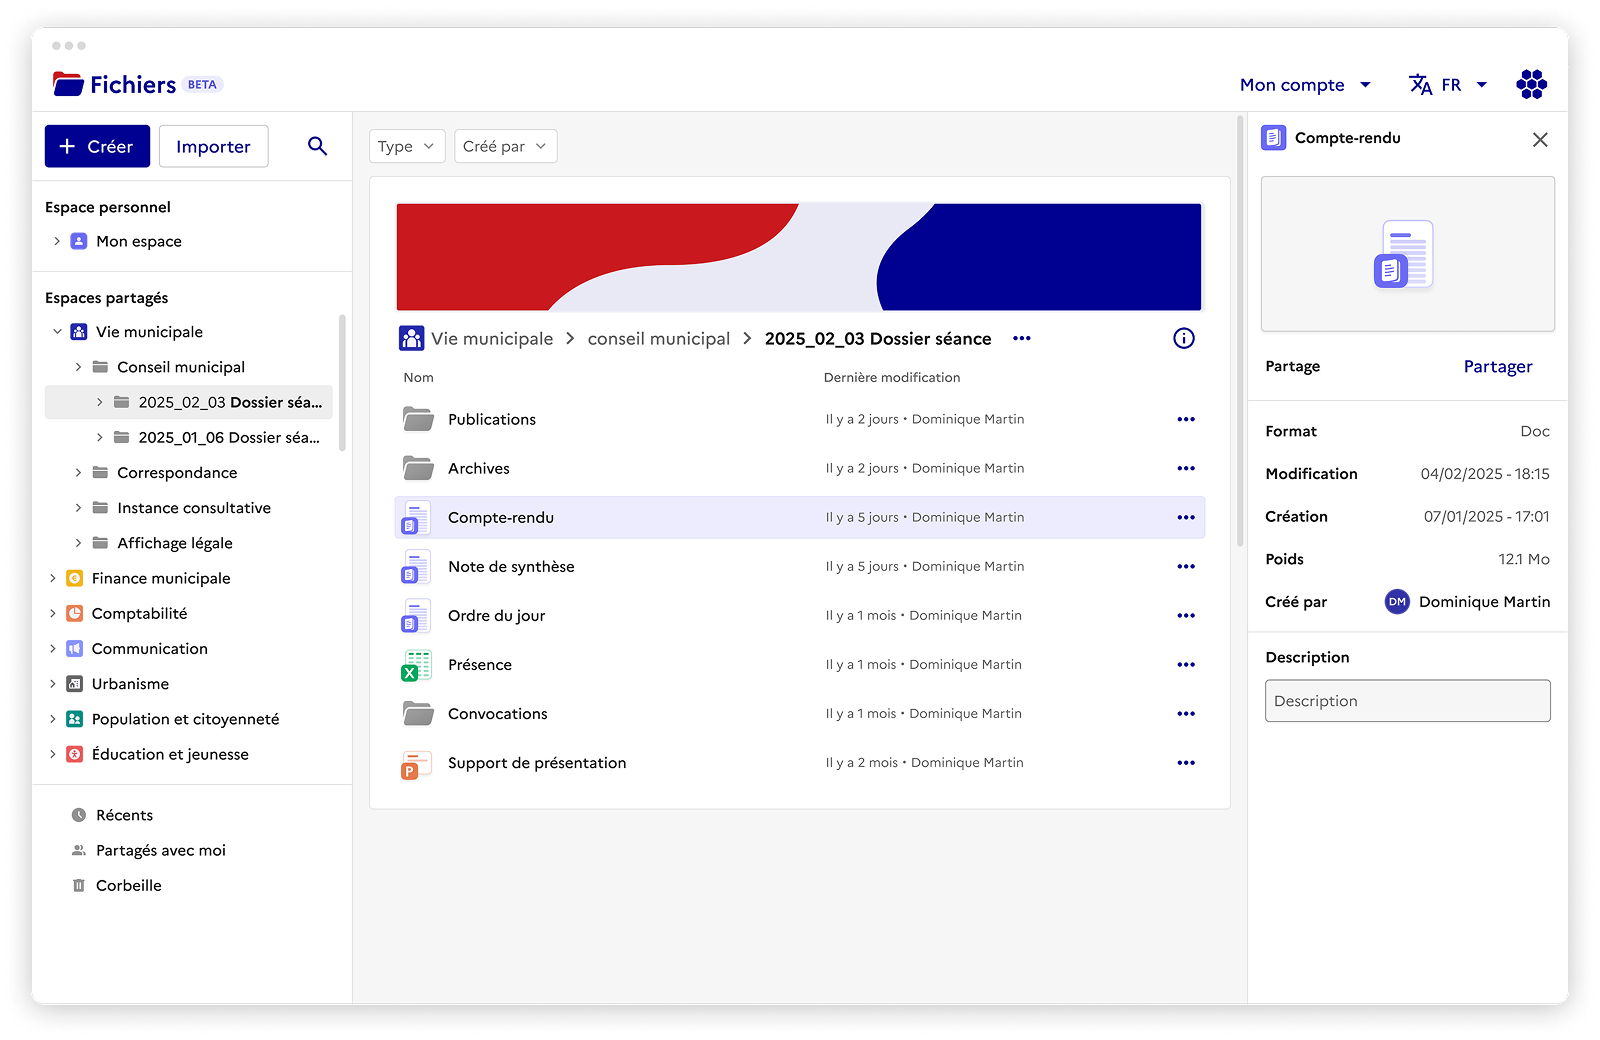 Fichiers BETA
Mon compte
FR
Créer
Importer
Espace personnel
Mon espace
Espaces partagés
Vie municipale
Conseil municipal
2025_02_03 Dossier séa...
2025_01_06 Dossier séa...
Correspondance
Instance consultative
Affichage légale
Finance municipale
Comptabilité
Communication
Urbanisme
Population et citoyenneté
Éducation et jeunesse
Récents
Partagés avec moi
Corbeille
Type
Créé par
Vie municipale > conseil municipal > 2025_02_03 Dossier séance
Nom Dernière modification
Publications Il y a 2 jours • Dominique Martin
Archives Il y a 2 jours • Dominique Martin
Compte-rendu Il y a 5 jours • Dominique Martin
Note de synthèse Il y a 5 jours • Dominique Martin
Ordre du jour Il y a 1 mois • Dominique Martin
X Présence Il y a 1 mois • Dominique Martin
Convocations Il y a 1 mois • Dominique Martin
P Support de présentation Il y a 2 mois • Dominique Martin
Compte-rendu
Partage Partager
Format Doc
Modification 04/02/2025 - 18:15
Création 07/01/2025 - 17:01
Poids 12.1 Mo
Créé par DM Dominique Martin
Description
Description